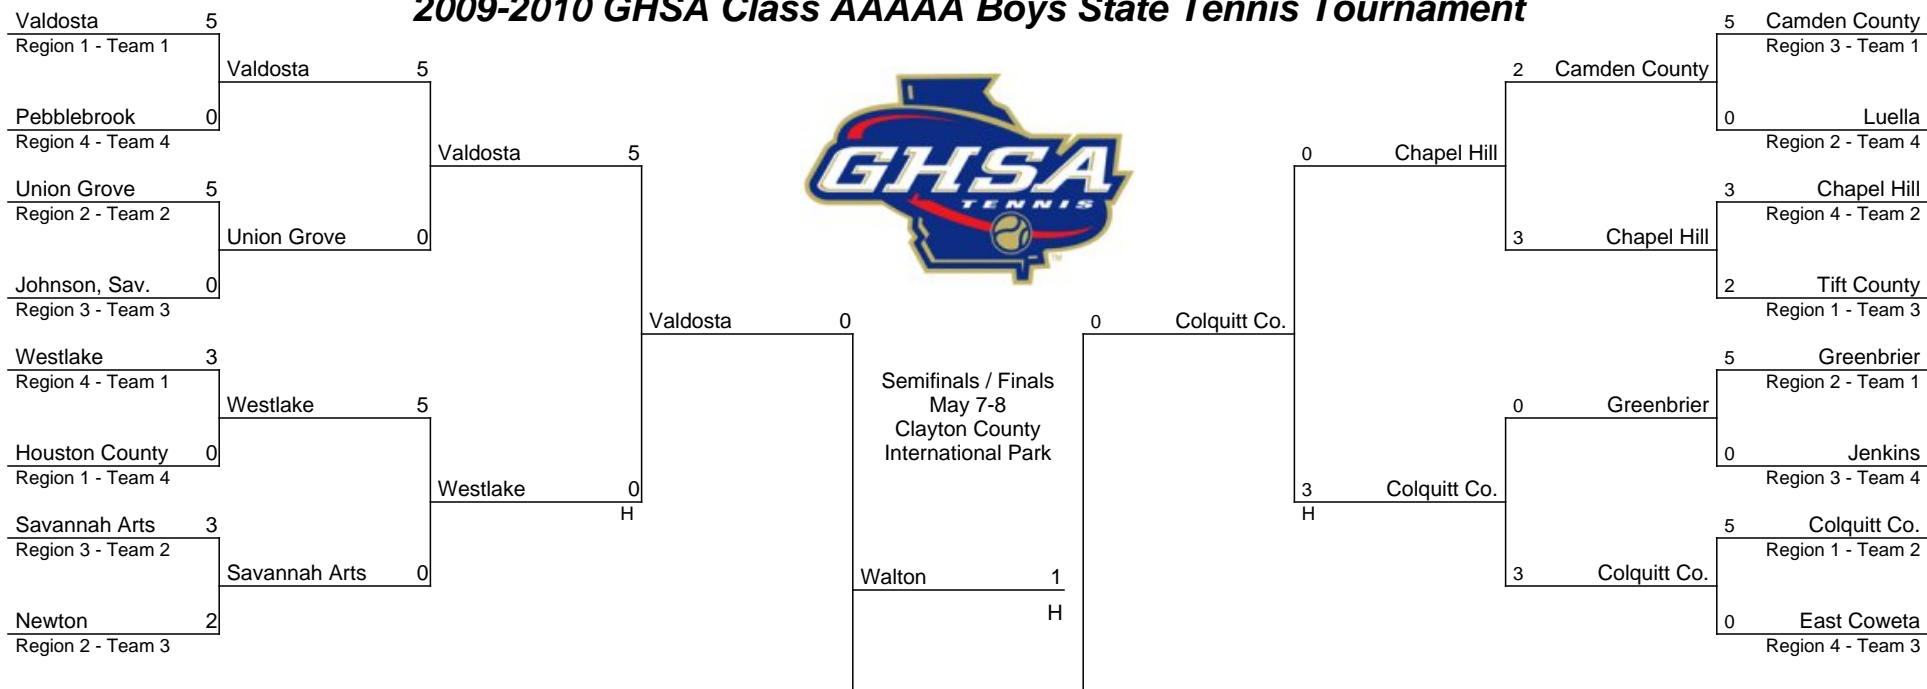 2009-2010 GHSA Class AAAAA Boys State Tennis Tournament
Valdosta 5
Region 1 - Team 1
Pebblebrook 0
Region 4 - Team 4
Union Grove 5
Region 2 - Team 2
Johnson, Sav. 0
Region 3 - Team 3
Westlake 3
Region 4 - Team 1
Houston County 0
Region 1 - Team 4
Savannah Arts 3
Region 3 - Team 2
Newton 2
Region 2 - Team 3
Valdosta 5
Union Grove 0
Westlake 5
Savannah Arts 0
Valdosta 5
Westlake 0
H
Valdosta 0
GHSA
TENNIS
TM
Semifinals / Finals
May 7-8
Clayton County
International Park
Walton 1
H
0 Colquitt Co.
0 Chapel Hill
3 Colquitt Co.
H
2 Camden County
3 Chapel Hill
0 Greenbrier
3 Colquitt Co.
5 Camden County
Region 3 - Team 1
0 Luella
Region 2 - Team 4
3 Chapel Hill
Region 4 - Team 2
2 Tift County
Region 1 - Team 3
5 Greenbrier
Region 2 - Team 1
0 Jenkins
Region 3 - Team 4
5 Colquitt Co.
Region 1 - Team 2
0 East Coweta
Region 4 - Team 3